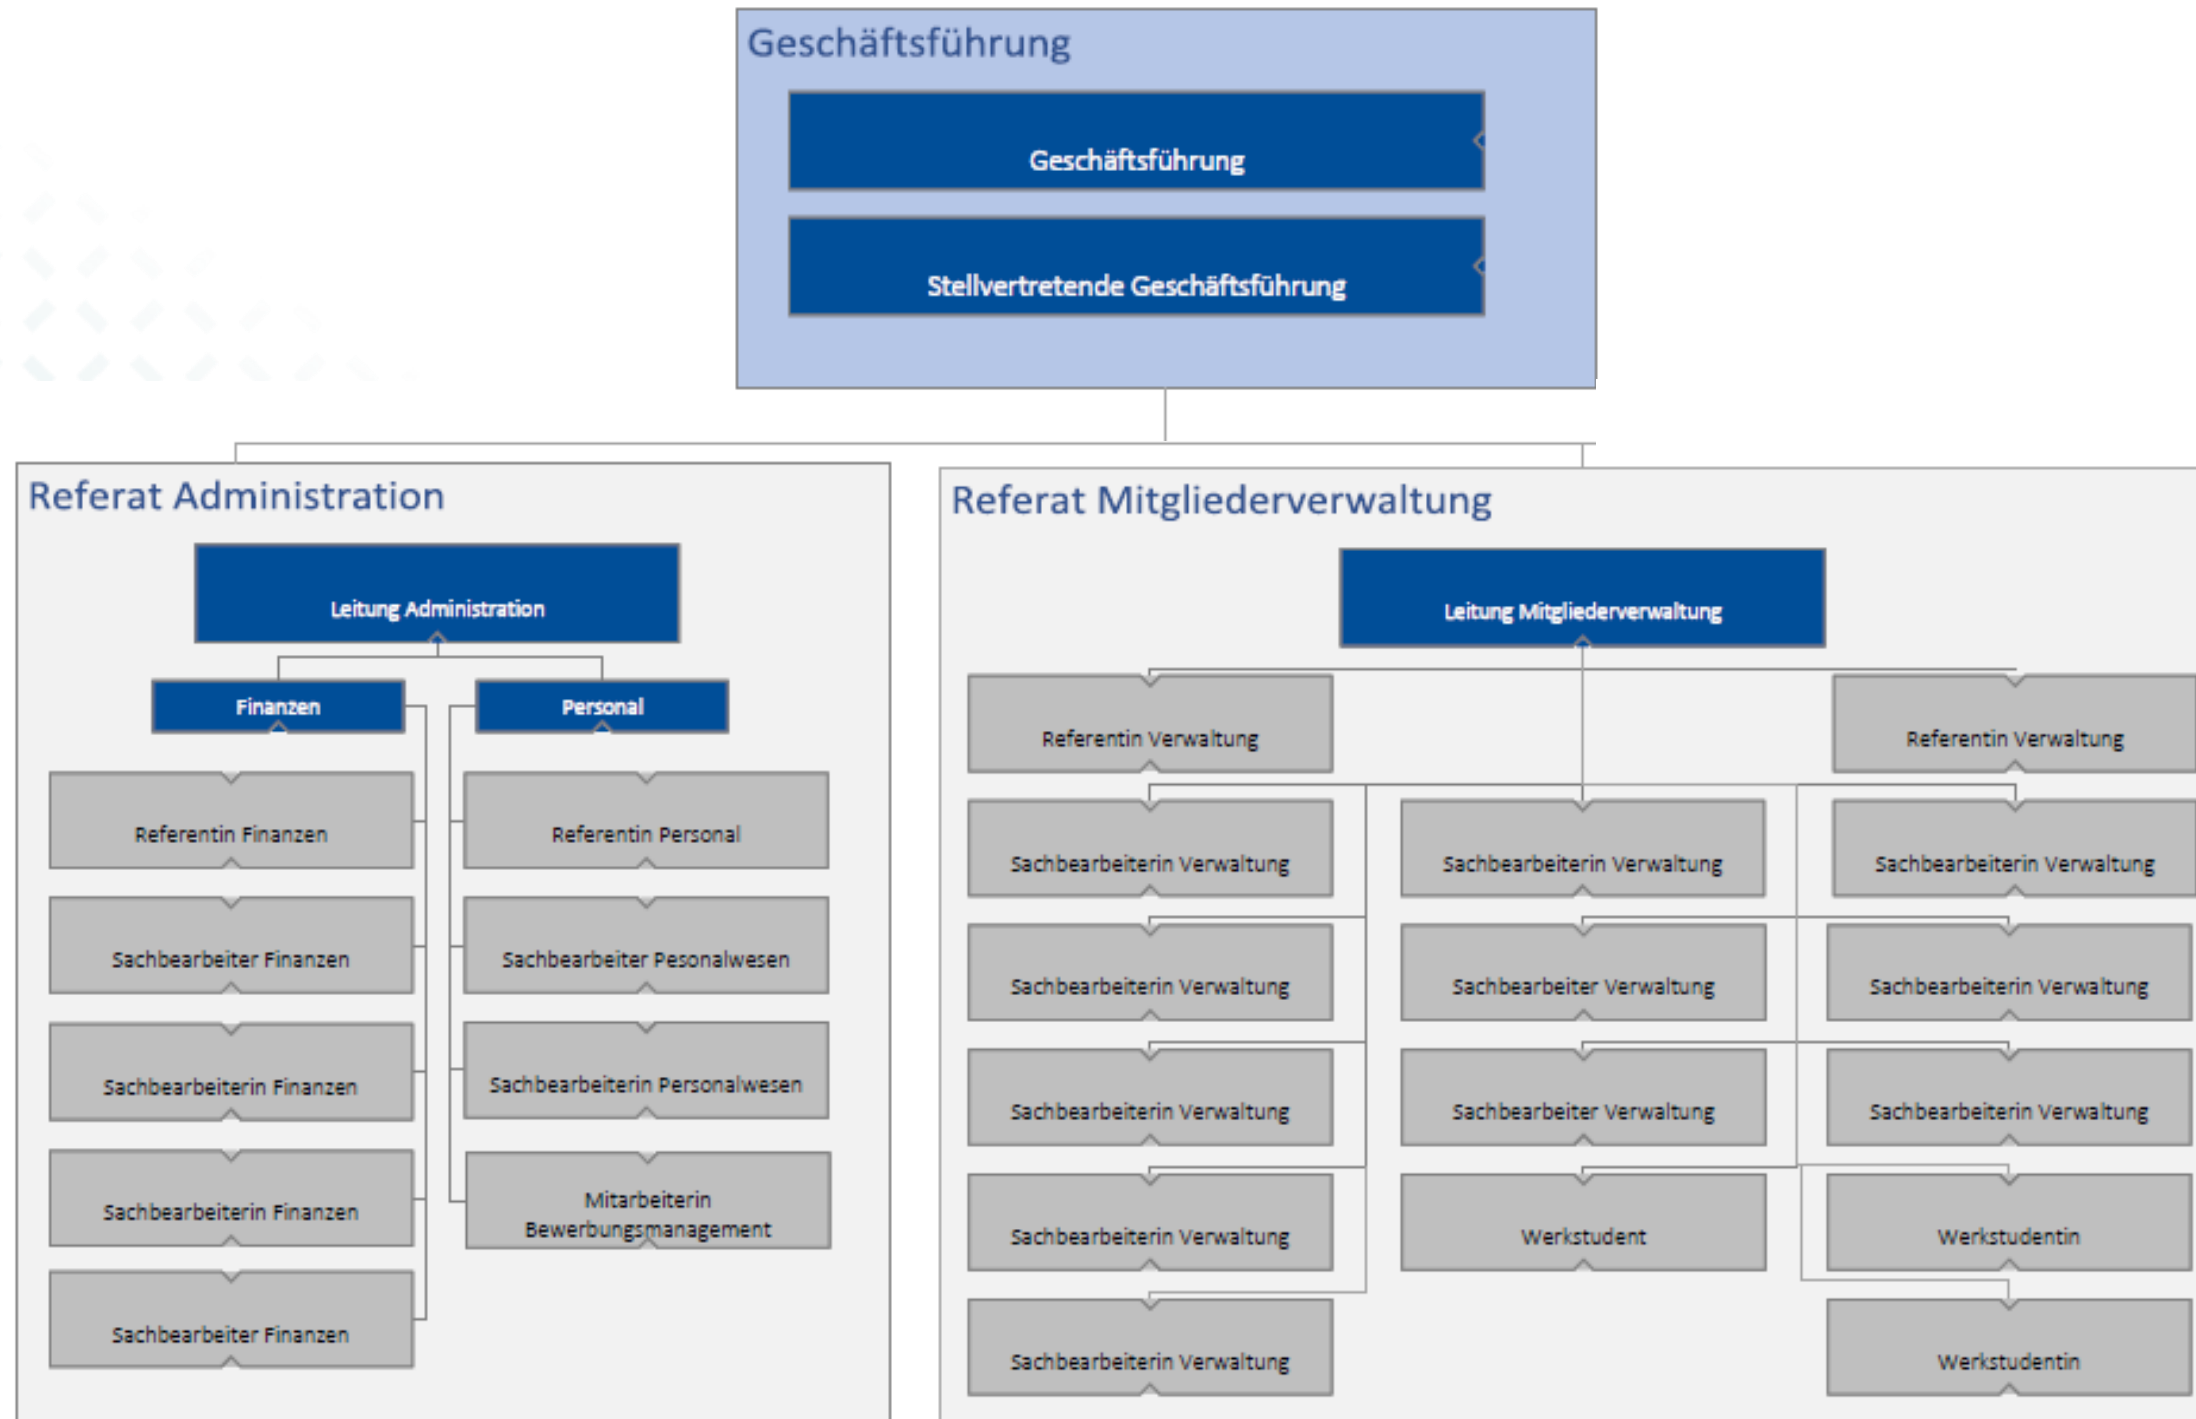 Geschäftsführung
Geschäftsführung
Stellvertretende Geschäftsführung
Referat Administration
Leitung Administration
Finanzen
Personal
Referentin Finanzen
Referentin Personal
Sachbearbeiter Finanzen
Sachbearbeiter Pesonalwesen
Sachbearbeiterin Finanzen
Sachbearbeiterin Personalwesen
Sachbearbeiterin Finanzen
Mitarbeiterin
Bewerbungsmanagement
Sachbearbeiter Finanzen
Referat Mitgliederverwaltung
Leitung Mitgliederverwaltung
Referentin Verwaltung
Referentin Verwaltung
Sachbearbeiterin Verwaltung
Sachbearbeiterin Verwaltung
Sachbearbeiterin Verwaltung
Sachbearbeiterin Verwaltung
Sachbearbeiter Verwaltung
Sachbearbeiterin Verwaltung
Sachbearbeiterin Verwaltung
Sachbearbeiter Verwaltung
Sachbearbeiterin Verwaltung
Sachbearbeiterin Verwaltung
Werkstudent
Werkstudentin
Sachbearbeiterin Verwaltung
Werkstudentin